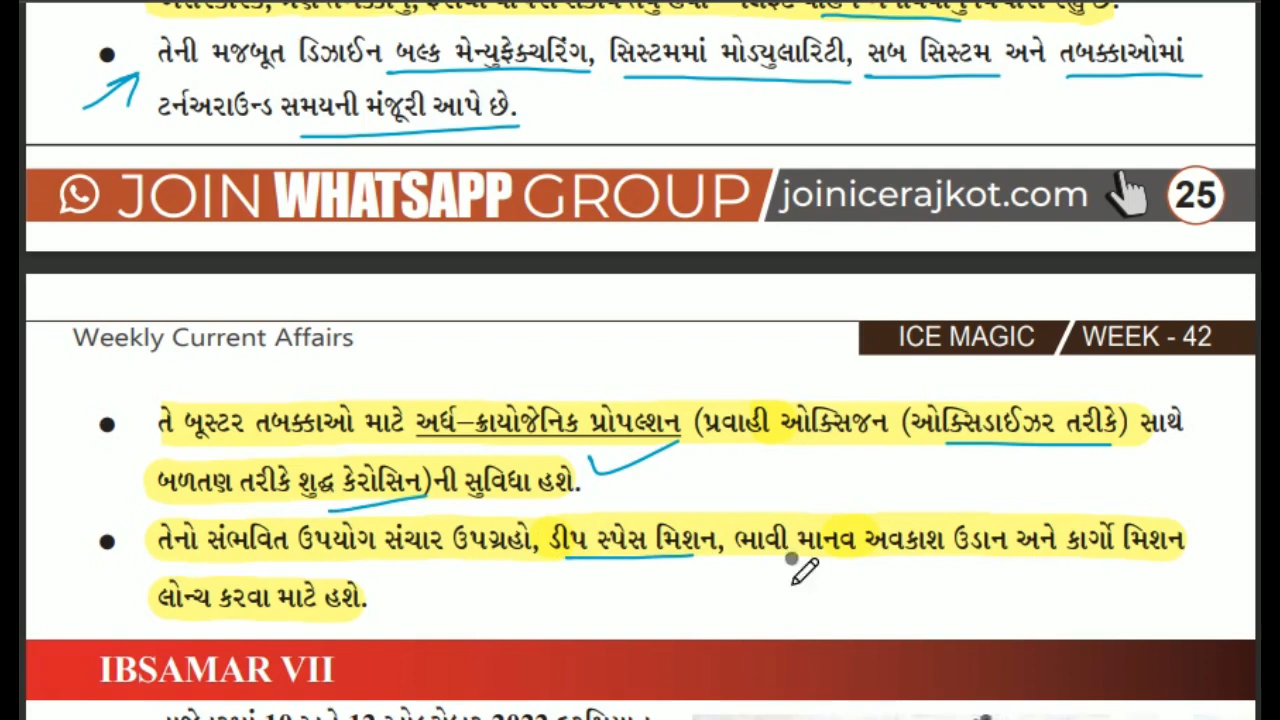 તેની મજબૂત ડિઝાઈન બલ્ક મેન્યુફેક્ચરિંગ, સિસ્ટમમાં મોડ્યુલારિટી, સબ સિસ્ટમ અને તબક્કાઓમાં
ટર્નઅરાઉન્ડ સમયની મંજૂરી આપે છે.
JOIN WHATSAPP GROUP joinicerajkot.com 25
Weekly Current Affairs ICE MAGIC WEEK - 42
તે બૂસ્ટર તબક્કાઓ માટે અર્ધ-ક્રાયોજેનિક પ્રોપલ્શન (પ્રવાહી ઓક્સિજન (ઓક્સિડાઈઝર તરીકે) સાથે
બળતણ તરીકે શુદ્ધ કેરોસિન)ની સુવિધા હશે.
તેનો સંભવિત ઉપયોગ સંચાર ઉપગ્રહો, ડીપ સ્પેસ મિશન, ભાવી માનવ અવકાશ ઉડાન અને કાર્ગો મિશન
લોન્ચ કરવા માટે હશે.
IBSAMAR VII